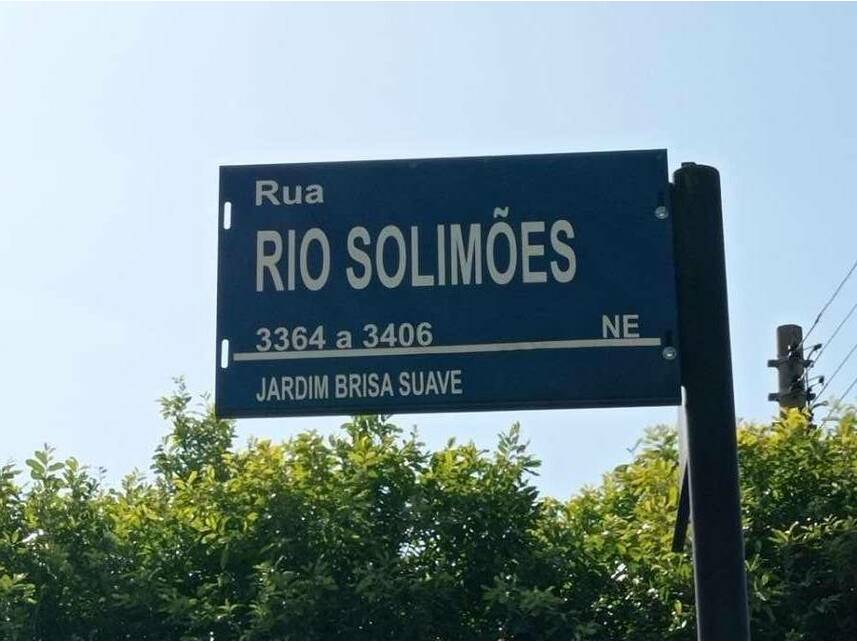 Rua
RIO SOLIMÕES
3364 a 3406 NE
JARDIM BRISA SUAVE